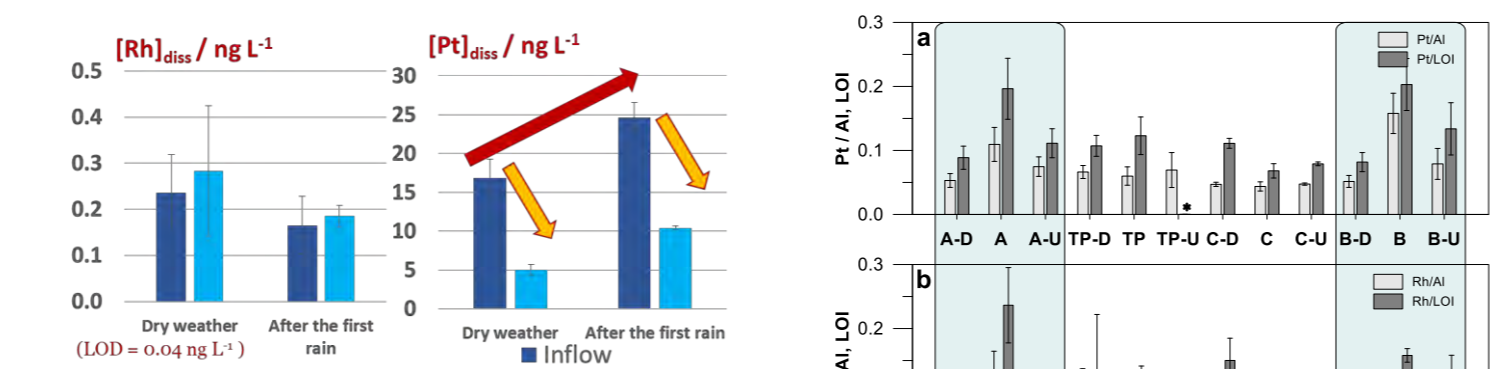 [Rh]diss / ng L-1
0.5
0.4
0.3
0.2
0.1
0.0
Dry weather
After the first
rain
(LOD = 0.04 ng L-1 )
[Pt]diss / ng L-1
30
25
20
15
10
5
0
Dry weather
After the first rain
Inflow
a
Pt/Al
Pt/LOI
Pt / Al, LOI
0.3
0.2
0.1
0.0
A-D A A-U TP-D TP TP-U C-D C C-U B-D B B-U
*
b
Rh/Al
Rh/LOI
0.3
0.2
Al, LOI